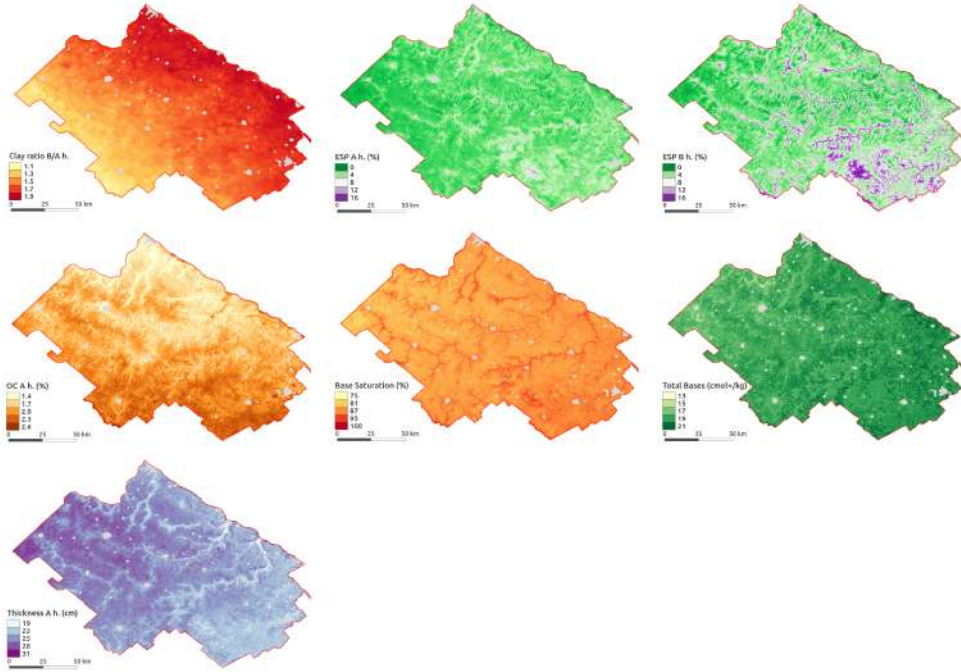 Clay ratio B/A h.
1.1
1.3
1.5
1.7
1.9
0 25 50 km
ESP A h. (%)
0
4
8
12
16
0 25 50 km
ESP B h. (%)
0
4
8
12
16
0 25 50 km
OC A h. (%)
1.4
1.7
2.0
2.3
2.6
0 25 50 km
Base Saturation (%)
75
81
87
93
100
0 25 50 km
Total Bases (cmol+/kg)
13
15
17
19
21
0 25 50 km
Thickness A h. (cm)
19
22
25
28
31
0 25 50 km